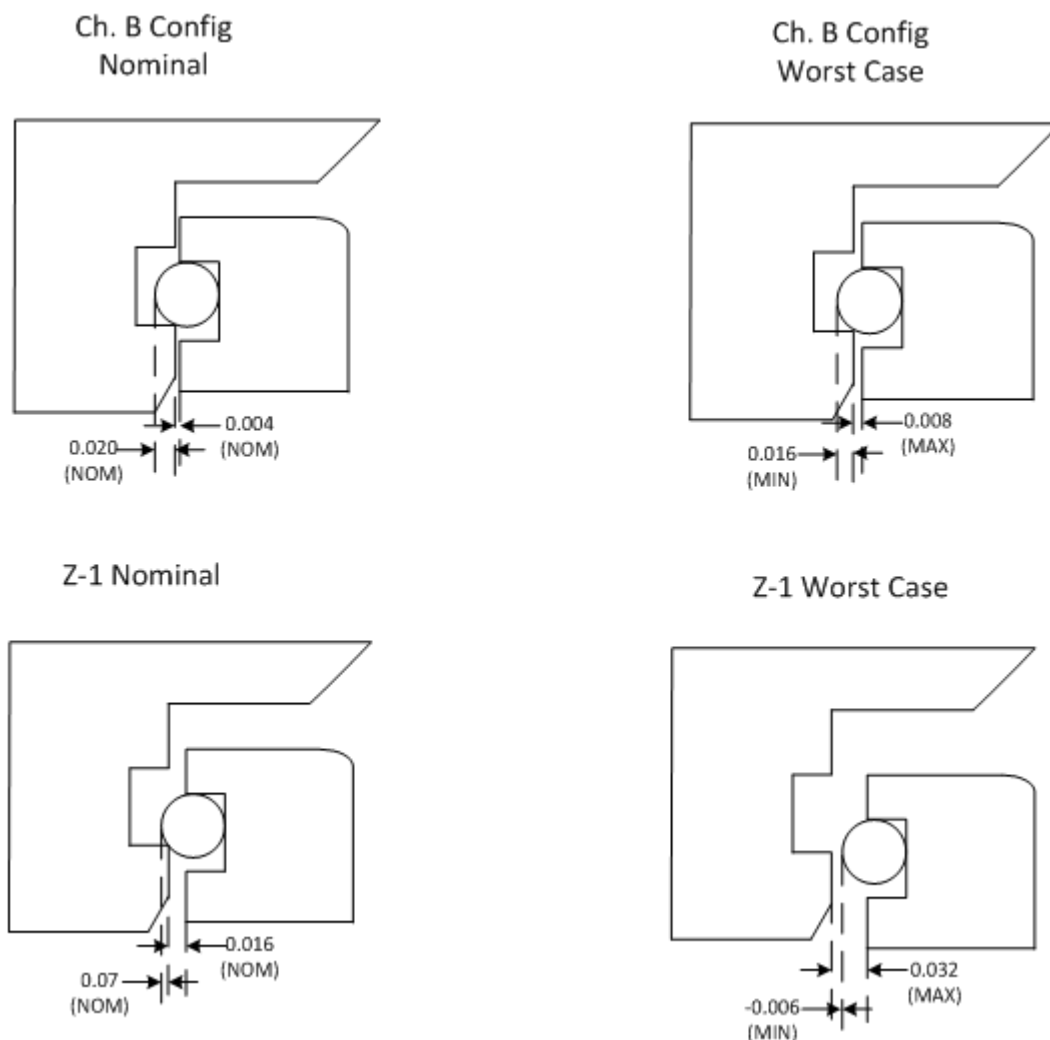 Ch. B Config
Nominal
Ch. B Config
Worst Case
0.004
(NOM)
0.020
(NOM)
0.008
(MAX)
0.016
(MIN)
Z-1 Nominal
Z-1 Worst Case
0.016
(NOM)
0.07
(NOM)
0.032
(MAX)
-0.006
(MIN)